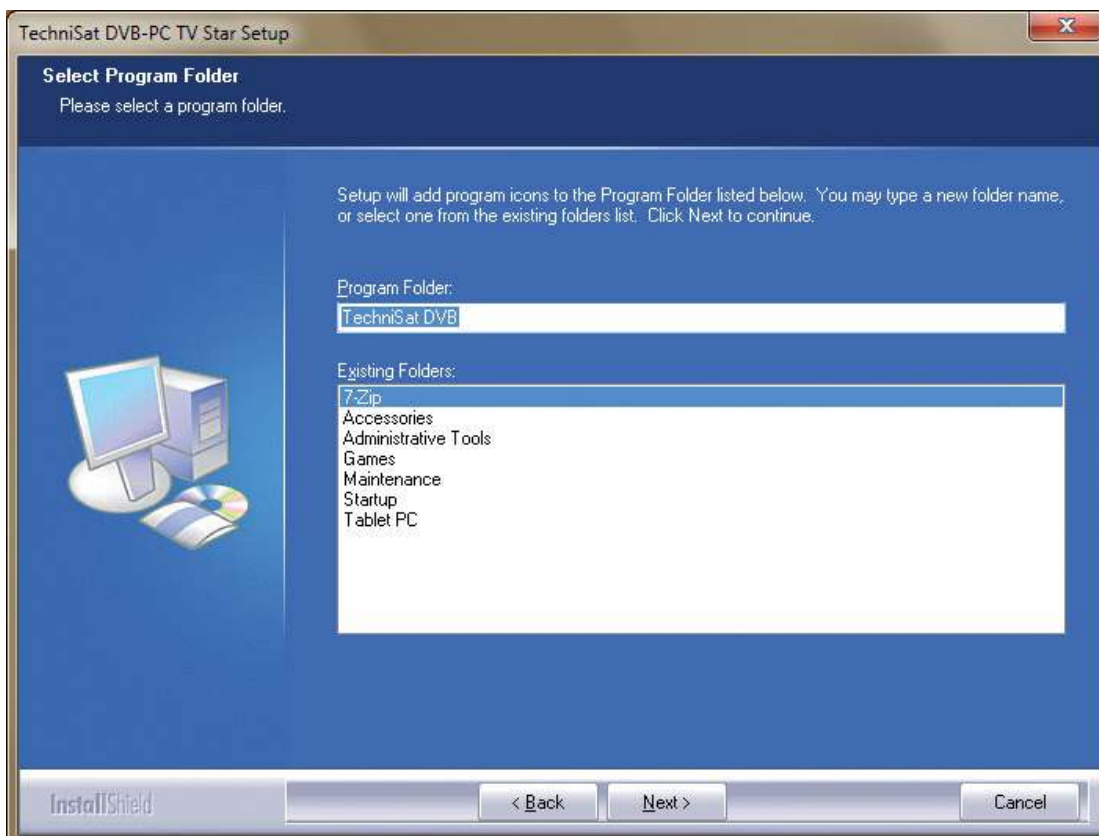 TechniSat DVB-PC TV Star Setup
Select Program Folder
Please select a program folder.
Setup will add program icons to the Program Folder listed below. You may type a new folder name,
or select one from the existing folders list. Click Next to continue.
Program Folder:
TechniSat DVB
Existing Folders:
7-Zip
Accessories
Administrative Tools
Games
Maintenance
Startup
Tablet PC
InstallShield
< Back
Next >
Cancel